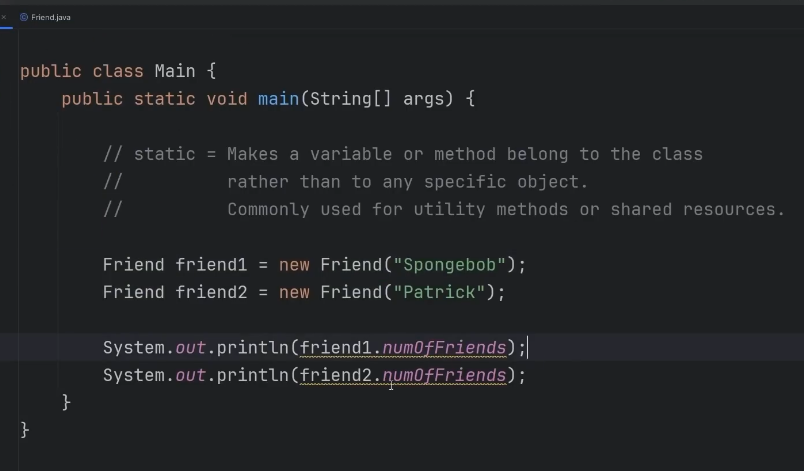 Friend.java
public class Main {
public static void main(String[] args) {
// static = Makes a variable or method belong to the class
// rather than to any specific object.
// Commonly used for utility methods or shared resources.
Friend friend1 = new Friend("Spongebob");
Friend friend2 = new Friend("Patrick");
System.out.println(friend1.numOfFriends);
System.out.println(friend2.numOfFriends);
}
}